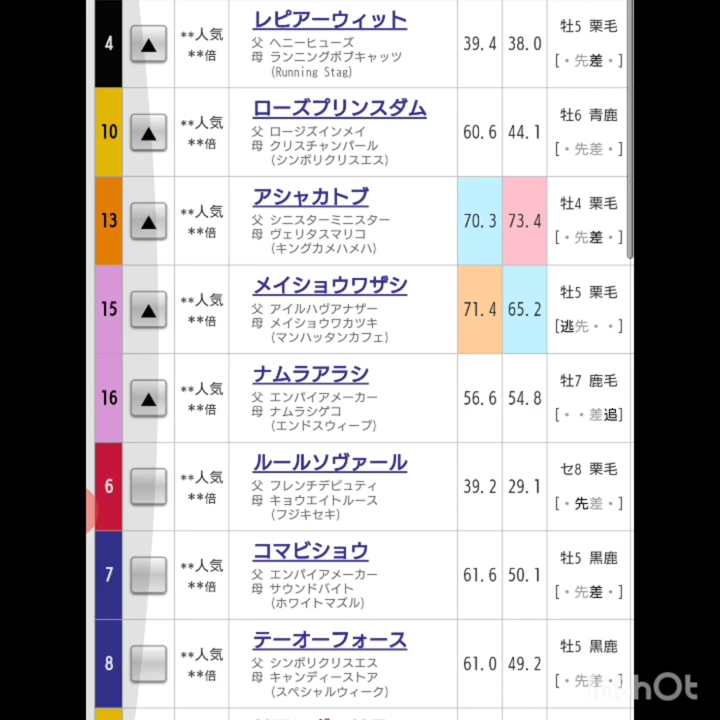 4 ▲ **人気 **倍 レピアーウィット 39.4 38.0 牡5 栗毛
父 ヘニーヒューズ
母 ランニングボブキャッツ
(Running Stag) [・先差・]
10 ▲ **人気 **倍 ローズプリンスダム 60.6 44.1 牡6 青鹿
父 ロージズインメイ
母 クリスチャンパール
(シンボリクリスエス) [・先差・]
13 ▲ **人気 **倍 アシャカトブ 70.3 73.4 牡4 栗毛
父 シニスターミニスター
母 ヴェリタスマリコ
(キングカメハメハ) [・先差・]
15 ▲ **人気 **倍 メイショウワザシ 71.4 65.2 牡5 栗毛
父 アイルハヴアナザー
母 メイショウワカツキ
(マンハッタンカフェ) [逃先・・]
16 ▲ **人気 **倍 ナムラアラシ 56.6 54.8 牡7 鹿毛
父 エンパイアメーカー
母 ナムラシゲコ
(エンドスウィープ) [・・差追]
6 **人気 **倍 ルールソヴァール 39.2 29.1 セ8 栗毛
父 フレンチデピュティ
母 キョウエイトルース
(フジキセキ) [・先差・]
7 **人気 **倍 コマビショウ 61.6 50.1 牡5 黒鹿
父 エンパイアメーカー
母 サウンドバイト
(ホワイトマズル) [・先差・]
8 **人気 **倍 テーオーフォース 61.0 49.2 牡5 黒鹿
父 シンボリクリスエス
母 キャンディーストア
(スペシャルウィーク) [・先差・]